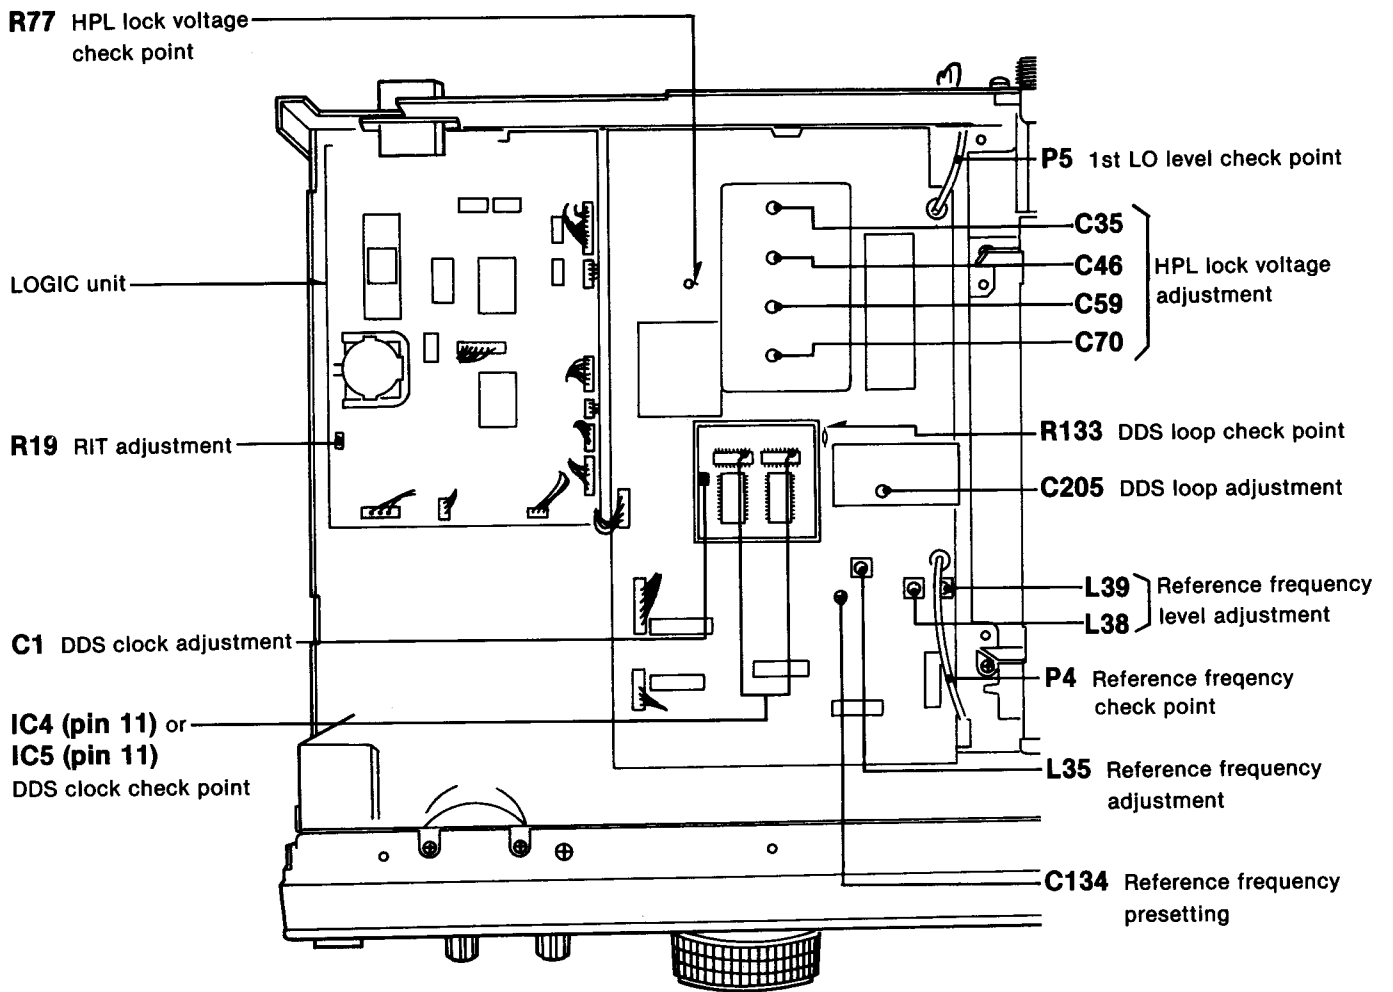 R77 HPL lock voltage
check point
P5 1st LO level check point
C35
C46
C59
C70
HPL lock voltage
adjustment
LOGIC unit
R19 RIT adjustment
R133 DDS loop check point
C205 DDS loop adjustment
L39
L38
Reference frequency
level adjustment
C1 DDS clock adjustment
P4 Reference freqency
check point
IC4 (pin 11) or
IC5 (pin 11)
DDS clock check point
L35 Reference frequency
adjustment
C134 Reference frequency
presetting